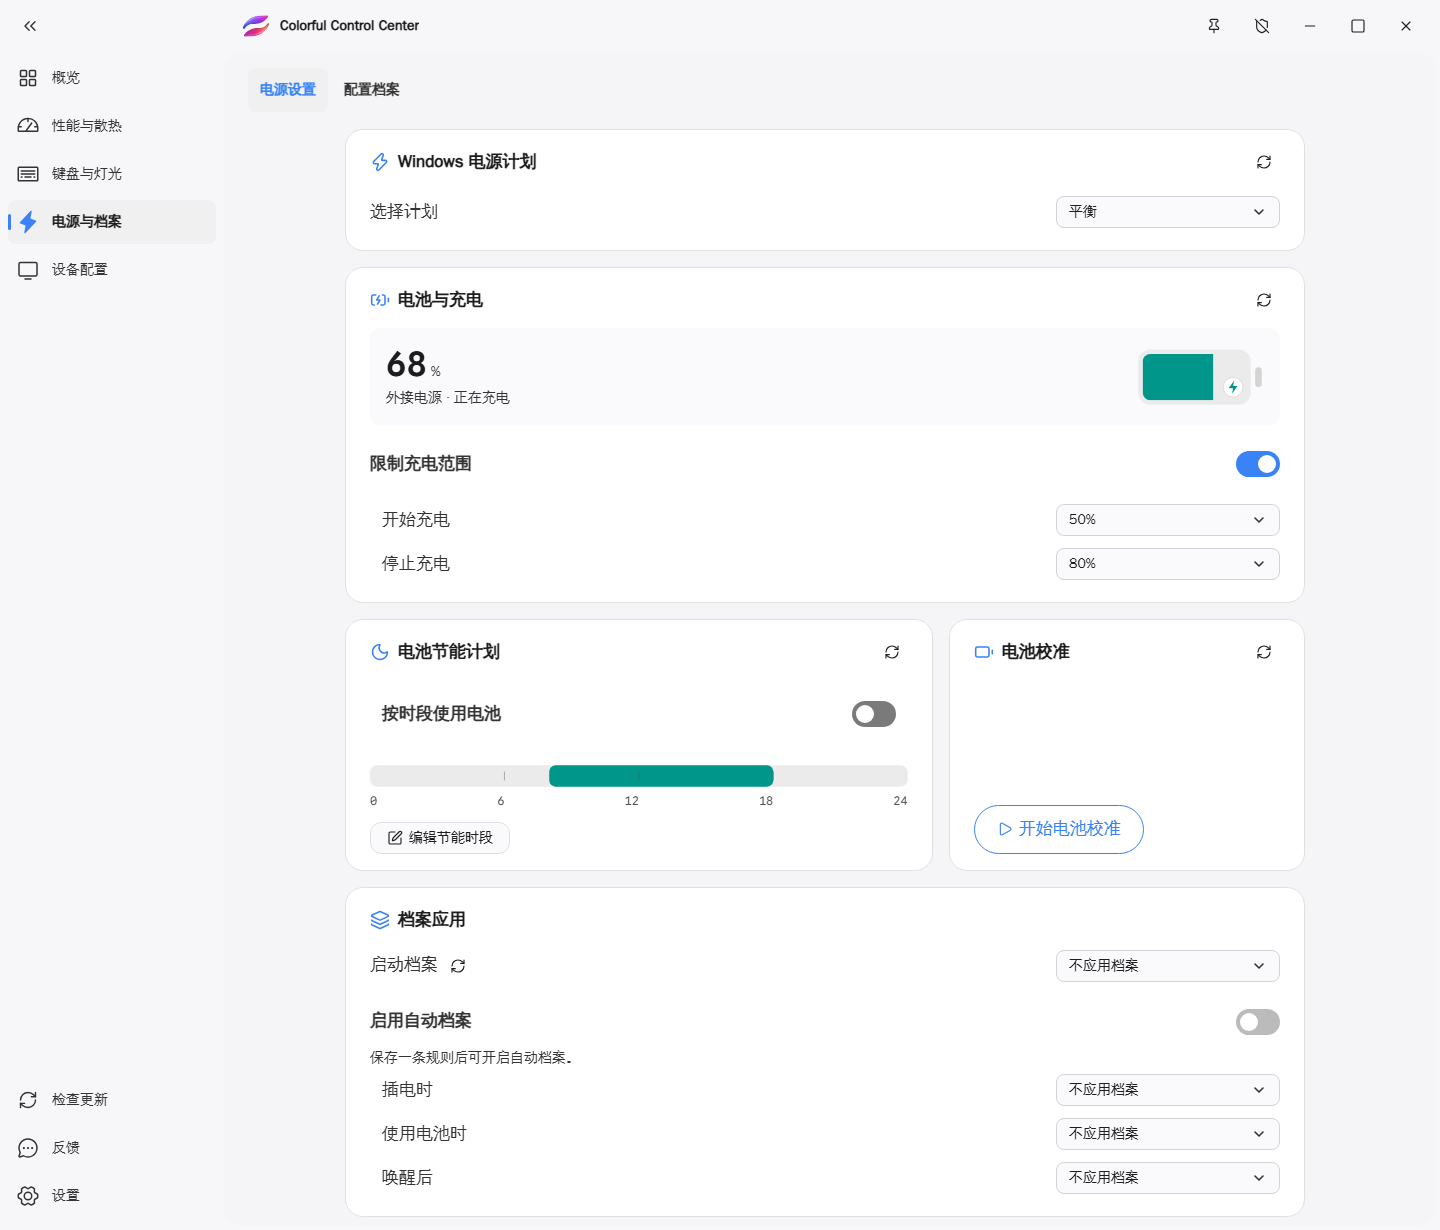 Colorful Control Center
概览
性能与散热
键盘与灯光
电源与档案
设备配置
检查更新
反馈
设置
电源设置 配置档案
Windows 电源计划
选择计划 平衡
电池与充电
68 %
外接电源 · 正在充电
限制充电范围
开始充电 50%
停止充电 80%
电池节能计划
按时段使用电池
0 6 12 18 24
编辑节能时段
电池校准
开始电池校准
档案应用
启动档案 不应用档案
启用自动档案
保存一条规则后可开启自动档案。
插电时 不应用档案
使用电池时 不应用档案
唤醒后 不应用档案